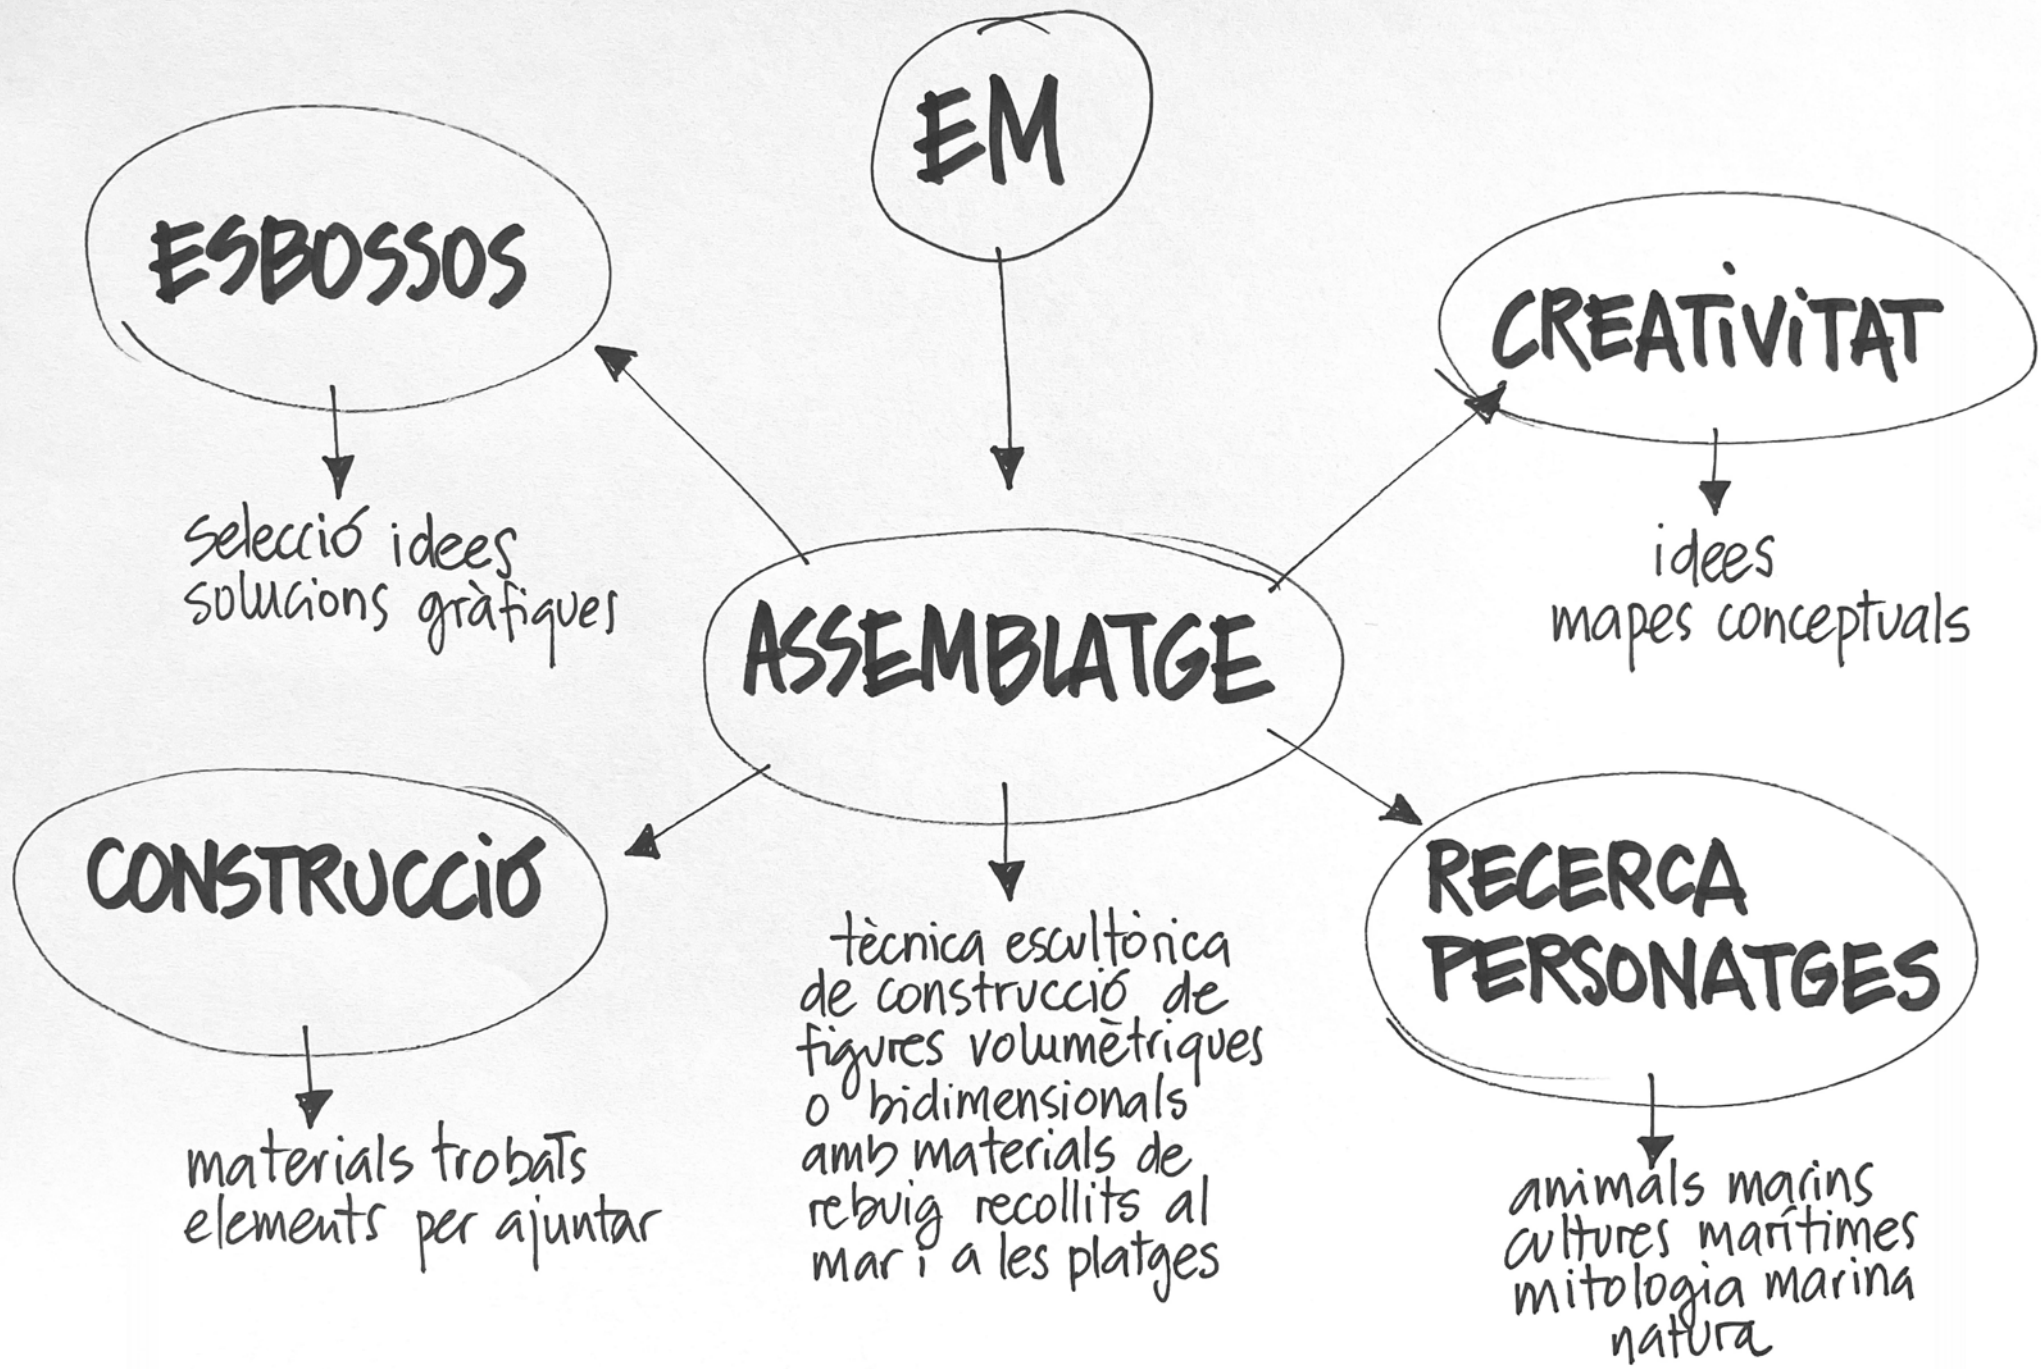 EM
ESBOSSOS
selecció idees
solucions gràfiques
CREATiViTAT
idees
mapes conceptuals
ASSEMBLATGE
tècnica escultòrica
de construcció de
figures volumètriques
o bidimensionals
amb materials de
rebuig recollits al
mar i a les platges
CONSTRUCCió
materials trobats
elements per ajuntar
RECERCA
PERSONATGES
animals marins
cultures marítimes
mitologia marina
natura